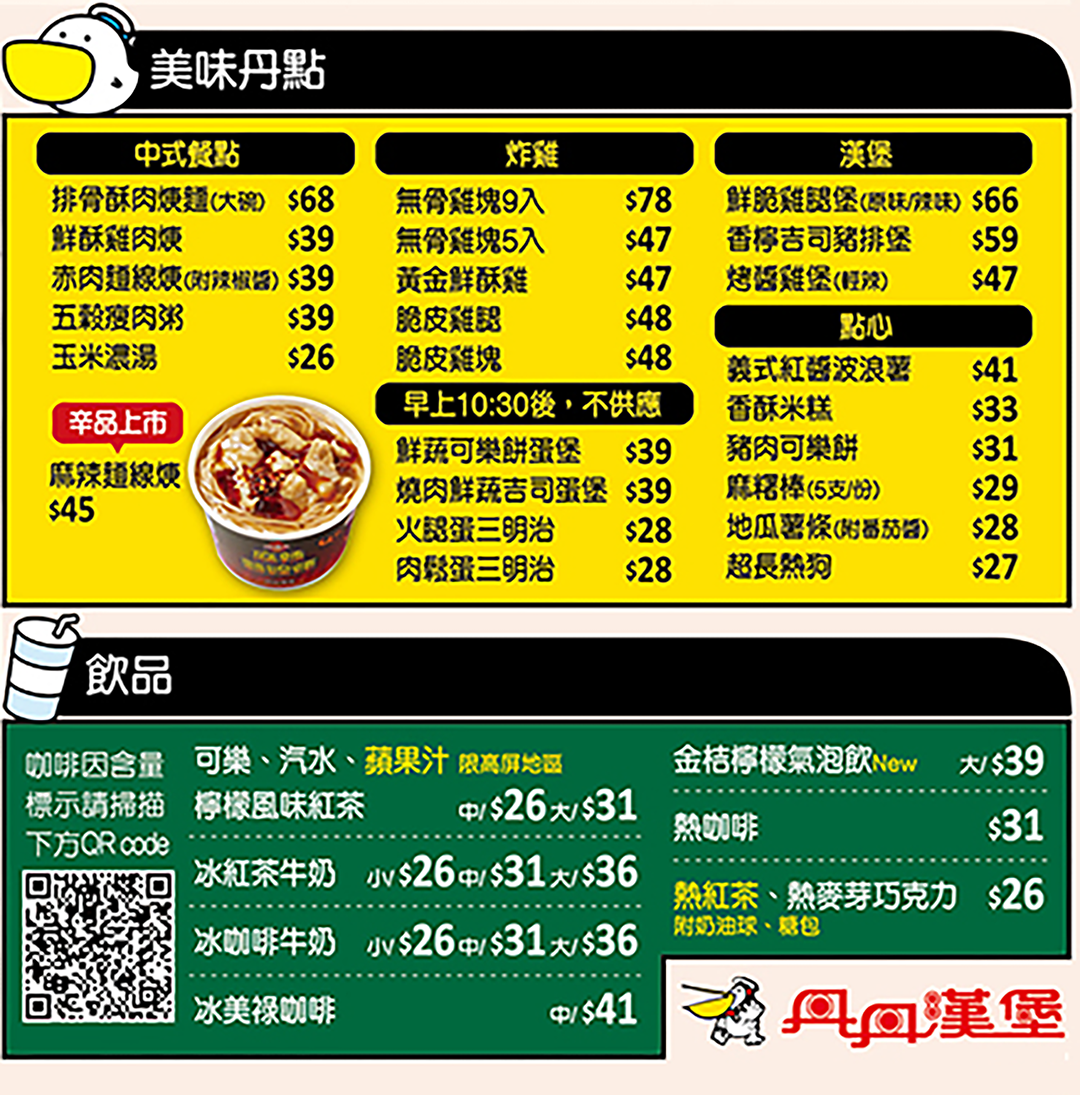 美味丹點
中式餐點
排骨酥肉焿麵(大碗) $68
鮮酥雞肉焿 $39
赤肉麵線焿(附辣椒醬) $39
五穀瘦肉粥 $39
玉米濃湯 $26
辛品上市
麻辣麵線焿
$45
炸雞
無骨雞塊9入 $78
無骨雞塊5入 $47
黃金鮮酥雞 $47
脆皮雞腿 $48
脆皮雞塊 $48
早上10:30後，不供應
鮮蔬可樂餅蛋堡 $39
燒肉鮮蔬吉司蛋堡 $39
火腿蛋三明治 $28
肉鬆蛋三明治 $28
漢堡
鮮脆雞腿堡(原味/辣味) $66
香檸吉司豬排堡 $59
烤醬雞堡(輕辣) $47
點心
義式紅醬波浪薯 $41
香酥米糕 $33
豬肉可樂餅 $31
麻糬棒(5支/份) $29
地瓜薯條(附番茄醬) $28
超長熱狗 $27
飲品
咖啡因含量
標示請掃描
下方QR code
可樂、汽水、蘋果汁 限高屏地區
檸檬風味紅茶 中/$26大/$31
冰紅茶牛奶 小/$26中/$31大/$36
冰咖啡牛奶 小/$26中/$31大/$36
冰美祿咖啡 中/$41
金桔檸檬氣泡飲New 大/$39
熱咖啡 $31
熱紅茶、熱麥芽巧克力 $26
附奶油球、糖包
丹丹漢堡